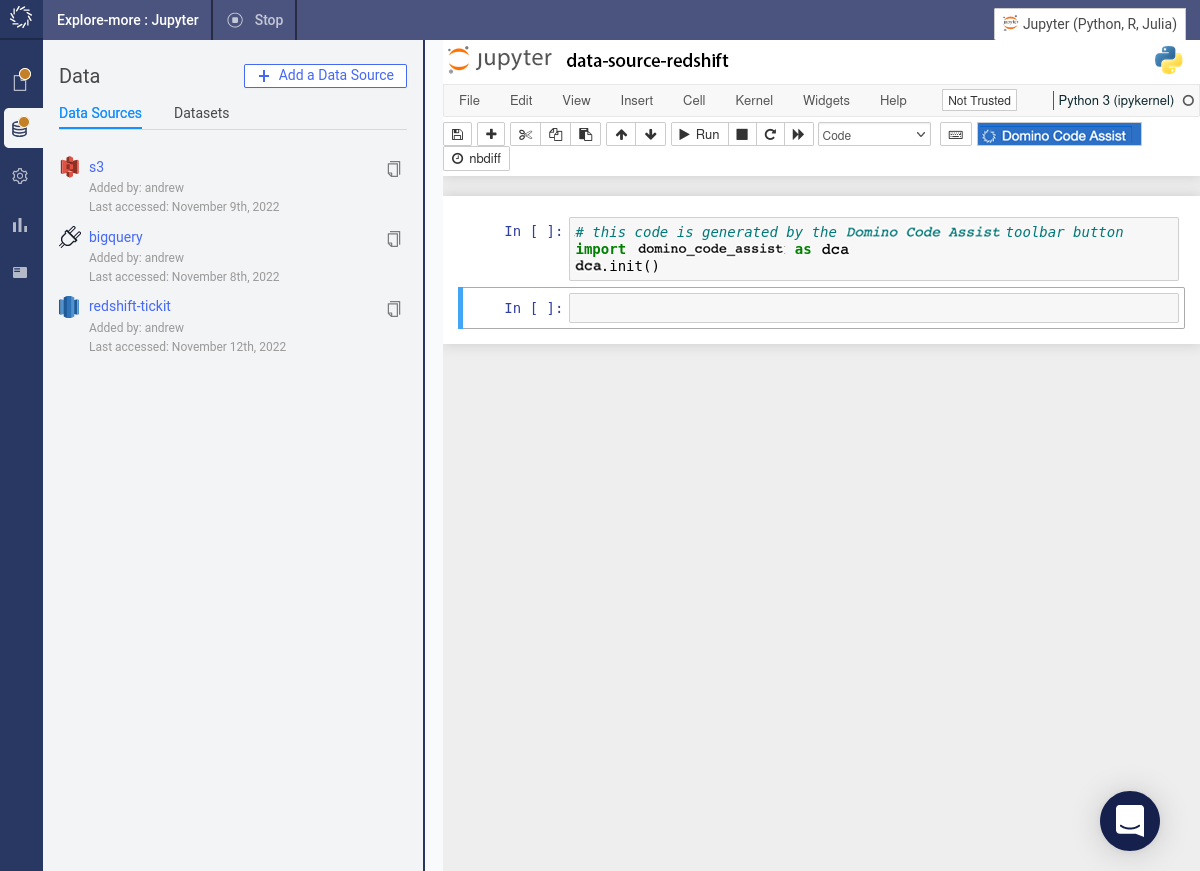 Explore-more : Jupyter Stop
Jupyter (Python, R, Julia)
Data
+ Add a Data Source
Data Sources Datasets
s3
Added by: andrew
Last accessed: November 9th, 2022
bigquery
Added by: andrew
Last accessed: November 8th, 2022
redshift-tickit
Added by: andrew
Last accessed: November 12th, 2022
jupyter data-source-redshift
File Edit View Insert Cell Kernel Widgets Help Not Trusted Python 3 (ipykernel)
Run Code Domino Code Assist
nbdiff
In [ ]: # this code is generated by the Domino Code Assist toolbar button
import domino_code_assist as dca
dca.init()
In [ ]: